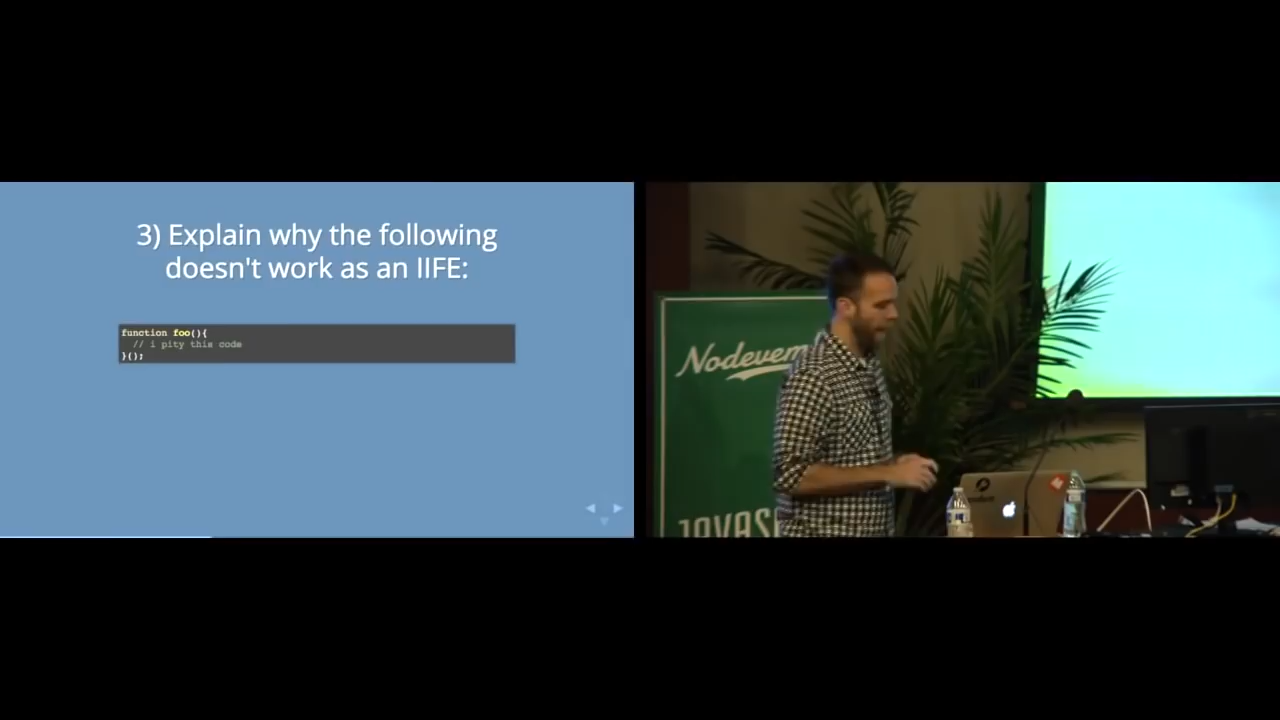 3) Explain why the following
doesn't work as an IIFE:
function foo(){
// i pity this code
}();
Nodevem
JAVAS